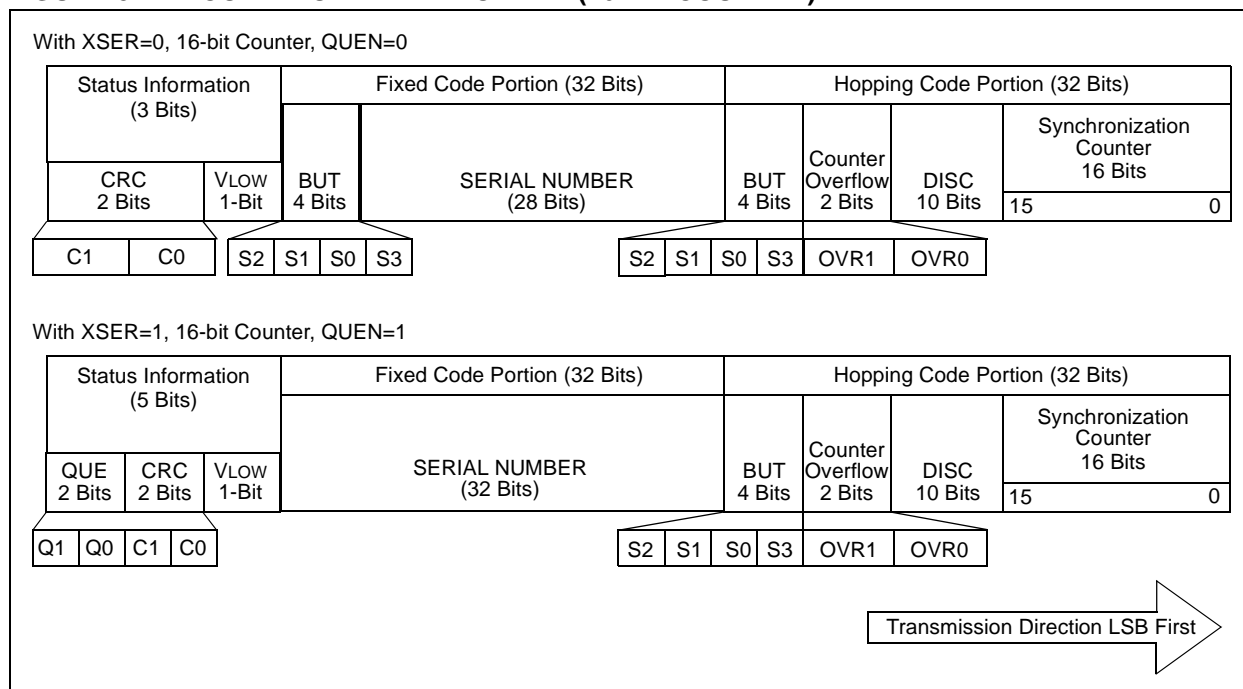 With XSER=0, 16-bit Counter, QUEN=0
Status Information
(3 Bits)
Fixed Code Portion (32 Bits)
Hopping Code Portion (32 Bits)
CRC
2 Bits
VLOW
1-Bit
BUT
4 Bits
SERIAL NUMBER
(28 Bits)
BUT
4 Bits
Counter
Overflow
2 Bits
DISC
10 Bits
Synchronization
Counter
16 Bits
15 0
C1 C0
S2 S1 S0 S3
S2 S1 S0 S3 OVR1 OVR0
With XSER=1, 16-bit Counter, QUEN=1
Status Information
(5 Bits)
Fixed Code Portion (32 Bits)
Hopping Code Portion (32 Bits)
QUE
2 Bits
CRC
2 Bits
VLOW
1-Bit
SERIAL NUMBER
(32 Bits)
BUT
4 Bits
Counter
Overflow
2 Bits
DISC
10 Bits
Synchronization
Counter
16 Bits
15 0
Q1 Q0 C1 C0
S2 S1 S0 S3 OVR1 OVR0
Transmission Direction LSB First